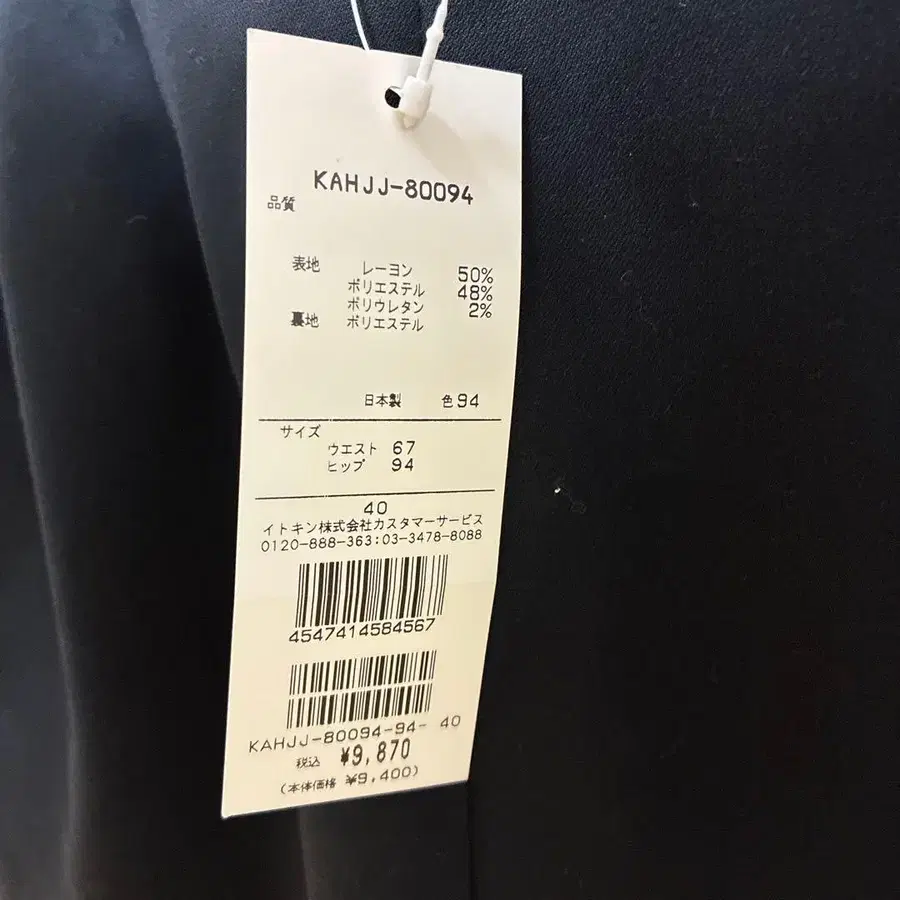 KAHJJ-80094
品質
表地 レーヨン 50%
ポリエステル 48%
ポリウレタン 2%
裏地 ポリエステル
日本製 色94
サイズ
ウエスト 67
ヒップ 94
40
イトキン株式会社カスタマーサービス
0120-888-363:03-3478-8088
4547414584567
KAHJJ-80094-94- 40
税込 ¥9,870
(本体価格 ¥9,400)